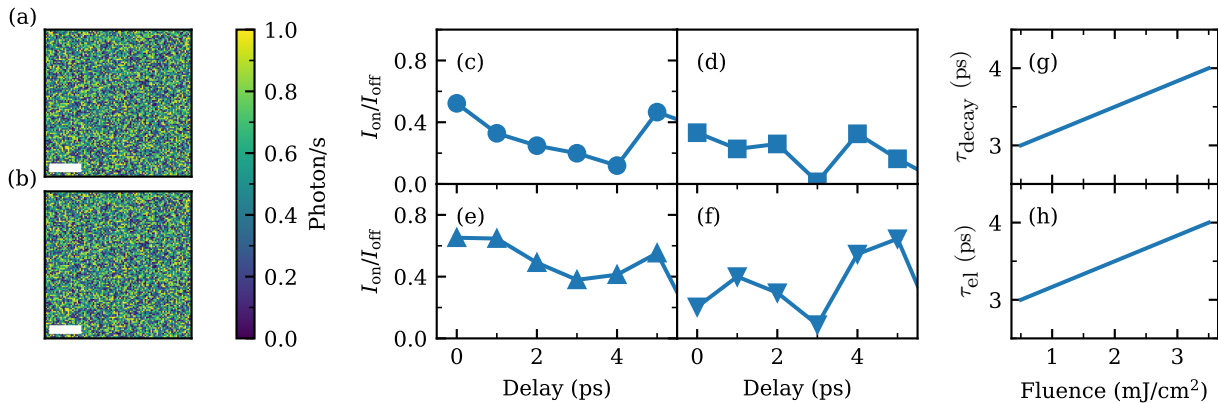 (a)
(b)
1.0
0.8
0.6
0.4
0.2
0.0
Photon/s
(c)
(d)
0.8
0.4
0.0
I_on/I_off
(e)
(f)
0.8
0.4
0.0
I_on/I_off
0 2 4
0 2 4
Delay (ps)
Delay (ps)
(g)
4
3
τ_decay (ps)
(h)
4
3
τ_el (ps)
1 2 3
Fluence (mJ/cm²)